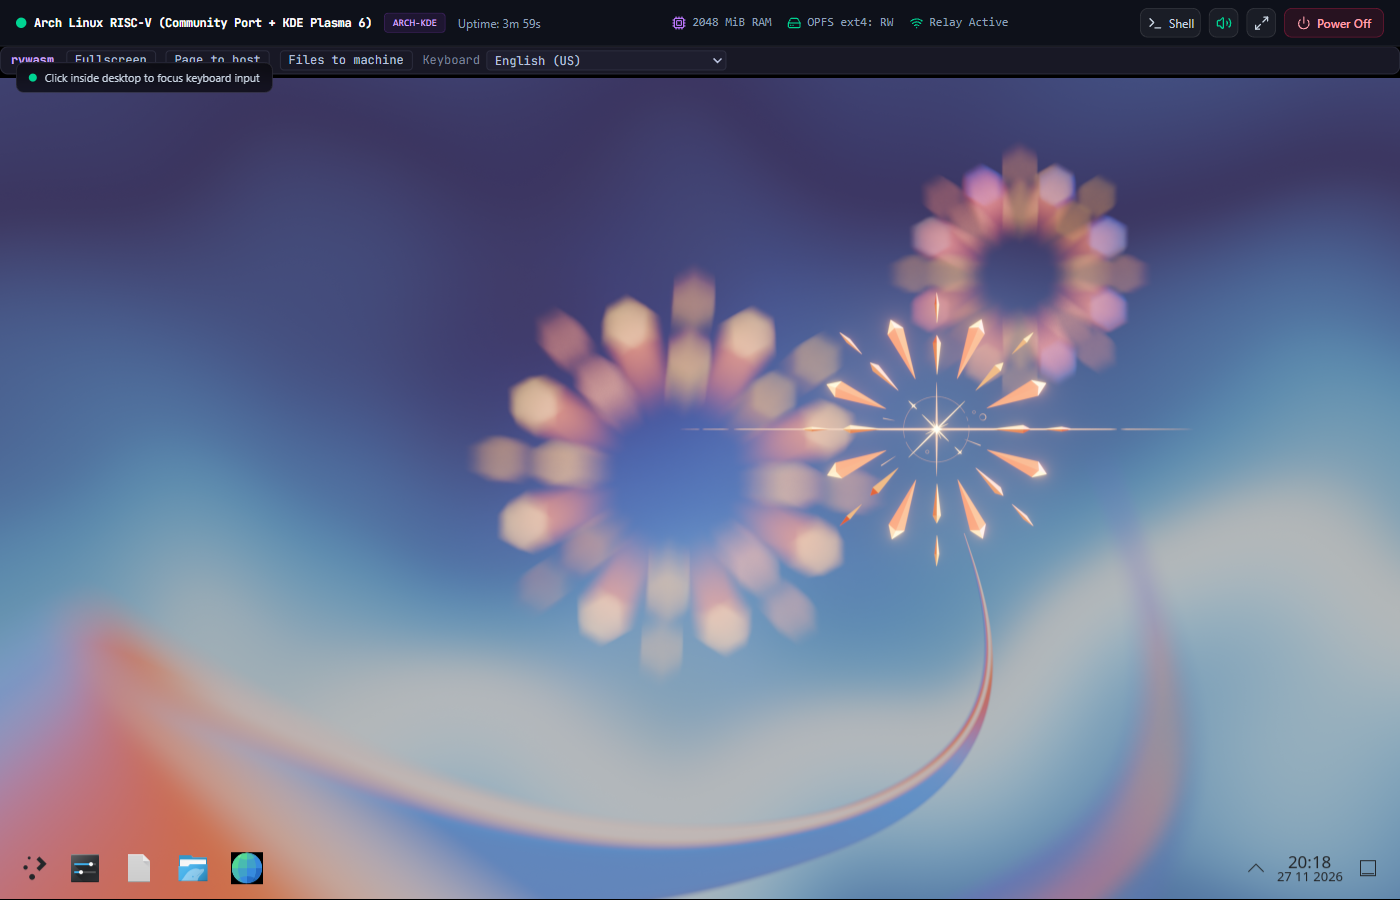 Arch Linux RISC-V (Community Port + KDE Plasma 6) ARCH-KDE Uptime: 3m 59s 2048 MiB RAM OPFS ext4: RW Relay Active Shell Power Off
rvwasm Fullscreen Page to host Files to machine Keyboard English (US)
Click inside desktop to focus keyboard input
20:18
27 11 2026